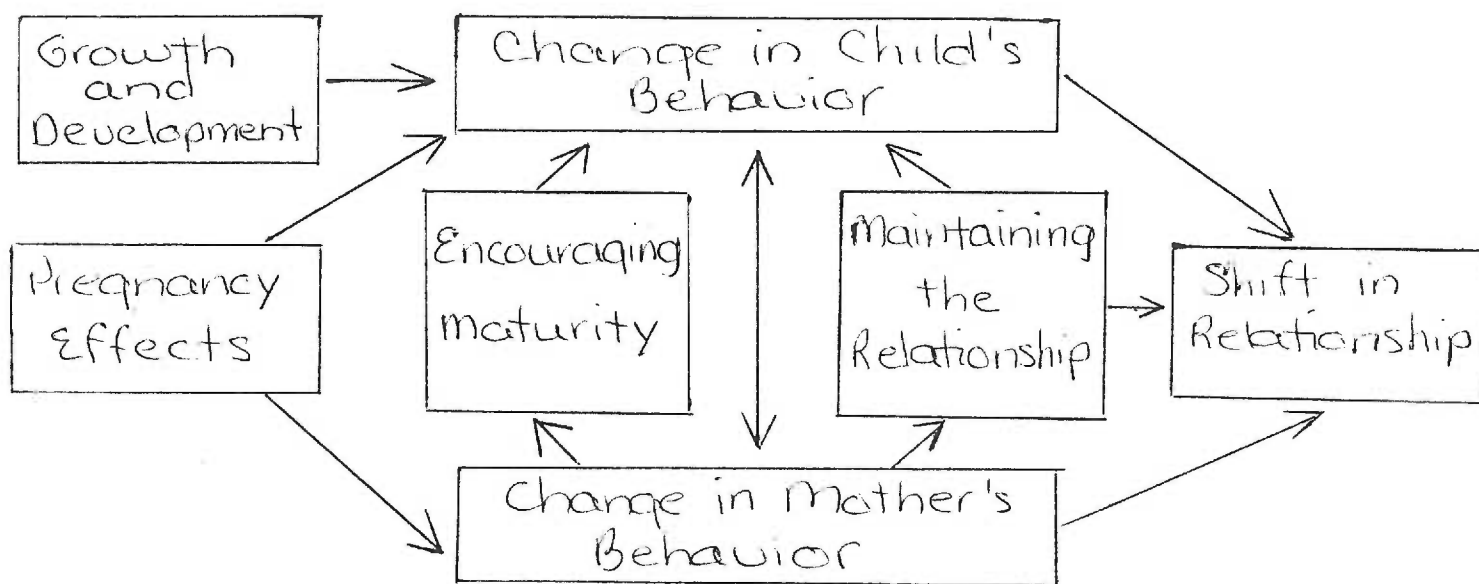 Growth
and
Development
Change in Child's
Behavior
Pregnancy
Effects
Encouraging
Maturity
Maintaining
the
Relationship
Shift in
Relationship
Change in Mother's
Behavior